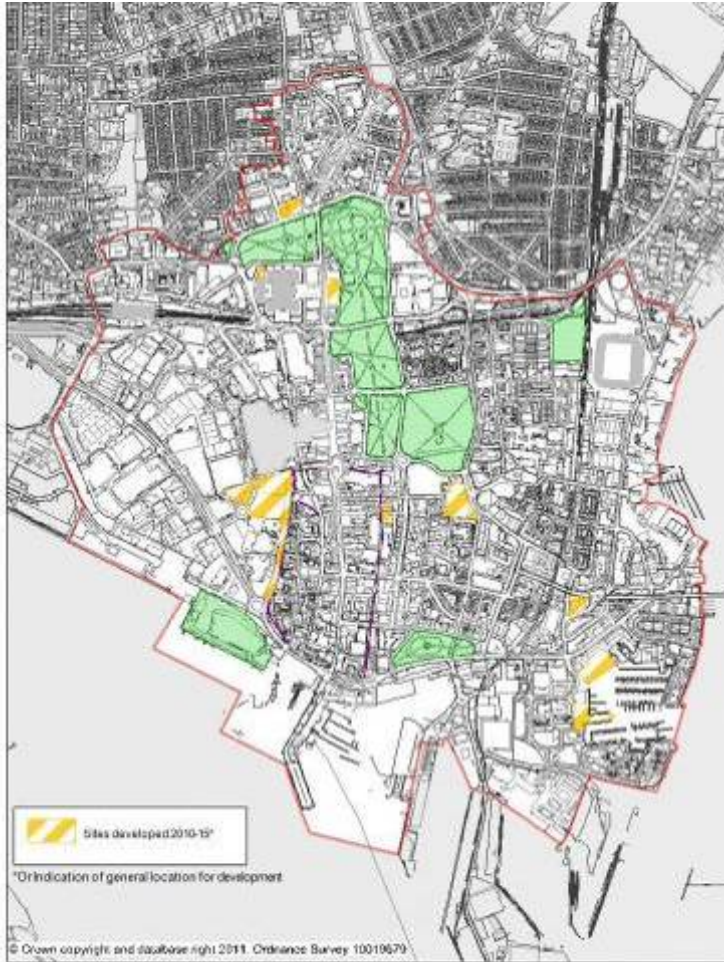 Sites developed 2010-15*
*Or Indication of general location for development
© Crown copyright and database right 2011. Ordnance Survey 10019679